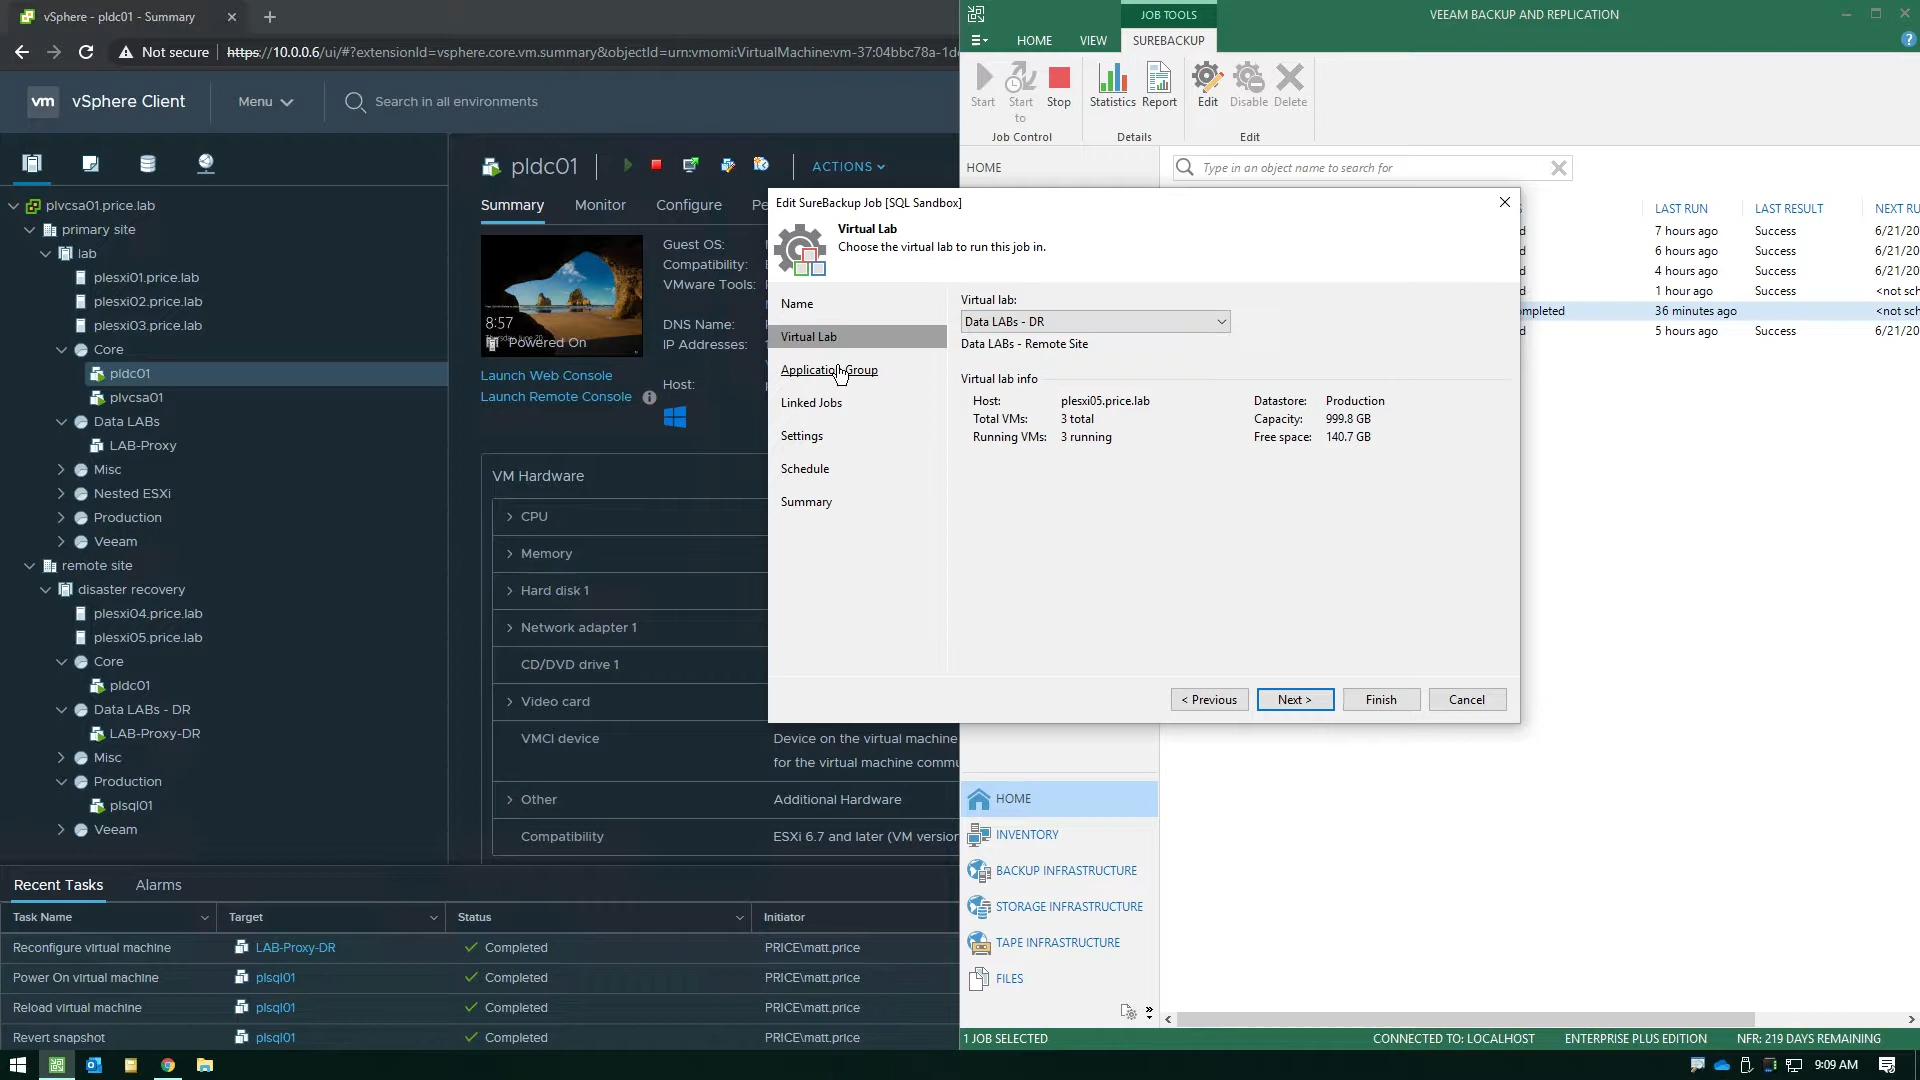 vSphere - pldc01 - Summary
Not secure
https://10.0.0.6/ui/#?extensionId=vsphere.core.vm.summary&objectId=urn:vmomi:VirtualMachine:vm-37:04bbc78a-1d
vm vSphere Client
Menu
Search in all environments
plvcsa01.price.lab
primary site
lab
plesxi01.price.lab
plesxi02.price.lab
plesxi03.price.lab
Core
pldc01
plvcsa01
Data LABs
LAB-Proxy
Misc
Nested ESXi
Production
Veeam
remote site
disaster recovery
plesxi04.price.lab
plesxi05.price.lab
Core
pldc01
Data LABs - DR
LAB-Proxy-DR
Misc
Production
plsql01
Veeam
pldc01
ACTIONS
Summary
Monitor
Configure
Pe
8:57
Powered On
Launch Web Console
Launch Remote Console
Guest OS:
Compatibility:
VMware Tools:
DNS Name:
IP Addresses:
Host:
VM Hardware
CPU
Memory
Hard disk 1
Network adapter 1
CD/DVD drive 1
Video card
VMCI device
Device on the virtual machine
for the virtual machine commu
Other
Additional Hardware
Compatibility
ESXi 6.7 and later (VM version
Recent Tasks
Alarms
Task Name Target Status Initiator
Reconfigure virtual machine LAB-Proxy-DR Completed PRICE\matt.price
Power On virtual machine plsql01 Completed PRICE\matt.price
Reload virtual machine plsql01 Completed PRICE\matt.price
Revert snapshot plsql01 Completed PRICE\matt.price
JOB TOOLS
VEEAM BACKUP AND REPLICATION
HOME
VIEW
SUREBACKUP
Start
Start
to
Stop
Job Control
Statistics
Report
Details
Edit
Disable
Delete
Edit
HOME
Type in an object name to search for
LAST RUN LAST RESULT NEXT RU
7 hours ago Success 6/21/20
6 hours ago Success 6/21/20
4 hours ago Success 6/21/20
1 hour ago Success <not sch
mpleted 36 minutes ago <not sch
5 hours ago Success 6/21/20
Edit SureBackup Job [SQL Sandbox]
Virtual Lab
Choose the virtual lab to run this job in.
Name
Virtual Lab
Application Group
Linked Jobs
Settings
Schedule
Summary
Virtual lab:
Data LABs - DR
Data LABs - Remote Site
Virtual lab info
Host: plesxi05.price.lab
Total VMs: 3 total
Running VMs: 3 running
Datastore: Production
Capacity: 999.8 GB
Free space: 140.7 GB
< Previous
Next >
Finish
Cancel
HOME
INVENTORY
BACKUP INFRASTRUCTURE
STORAGE INFRASTRUCTURE
TAPE INFRASTRUCTURE
FILES
1 JOB SELECTED
CONNECTED TO: LOCALHOST
ENTERPRISE PLUS EDITION
NFR: 219 DAYS REMAINING
9:09 AM